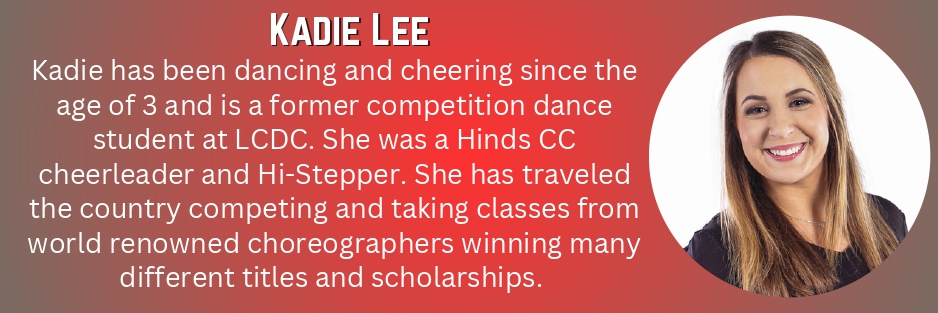 Kadie Lee
Kadie has been dancing and cheering since the
age of 3 and is a former competition dance
student at LCDC. She was a Hinds CC
cheerleader and Hi-Stepper. She has traveled
the country competing and taking classes from
world renowned choreographers winning many
different titles and scholarships.